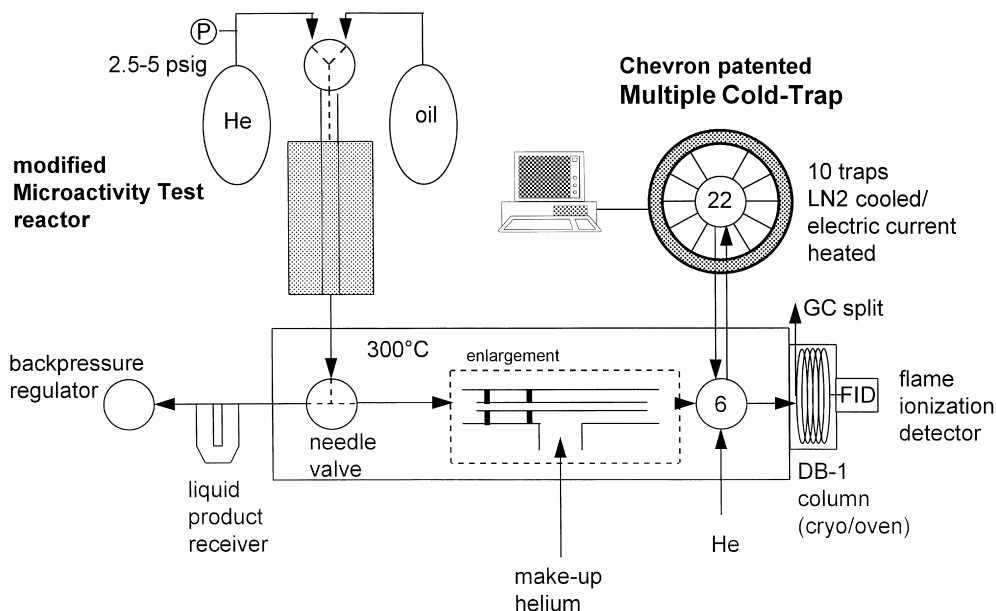 P
2.5-5 psig
He
oil
modified
Microactivity Test
reactor
Chevron patented
Multiple Cold-Trap
22
10 traps
LN2 cooled/
electric current
heated
GC split
300°C
enlargement
backpressure
regulator
needle
valve
6
FID
flame
ionization
detector
liquid
product
receiver
DB-1
column
(cryo/oven)
He
make-up
helium